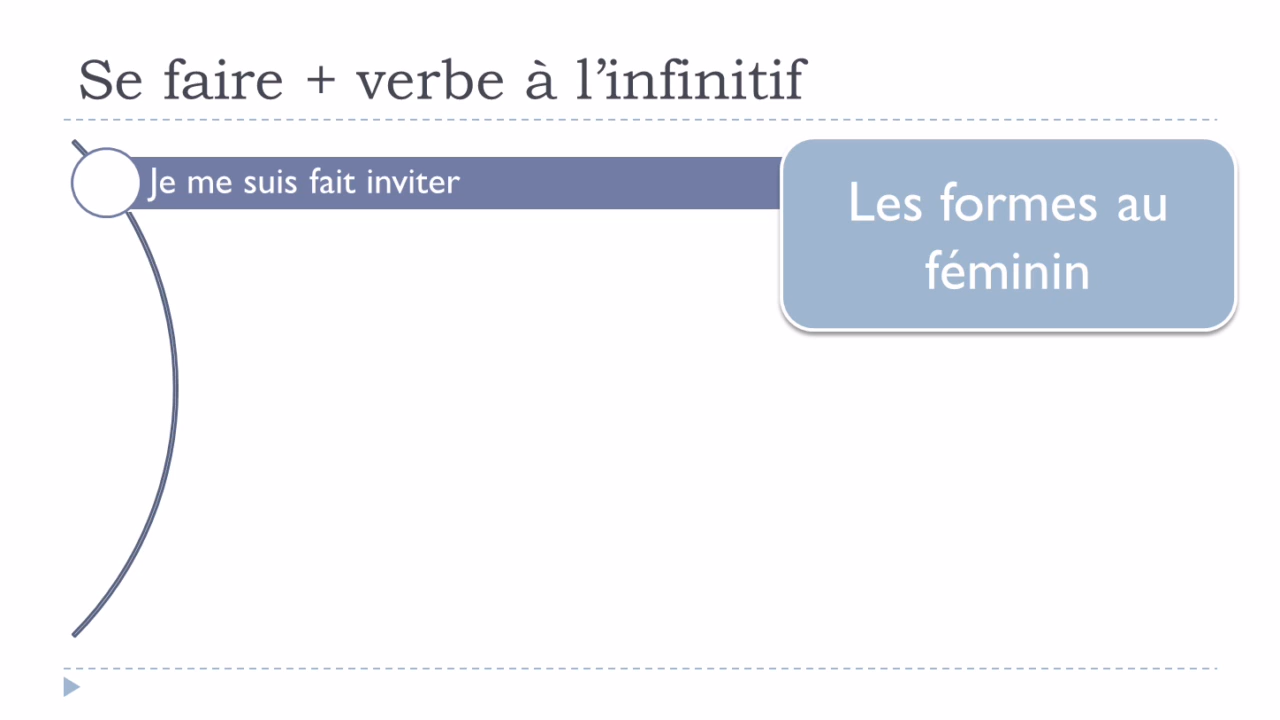 Se faire + verbe à l’infinitif
Je me suis fait inviter
Les formes au
féminin